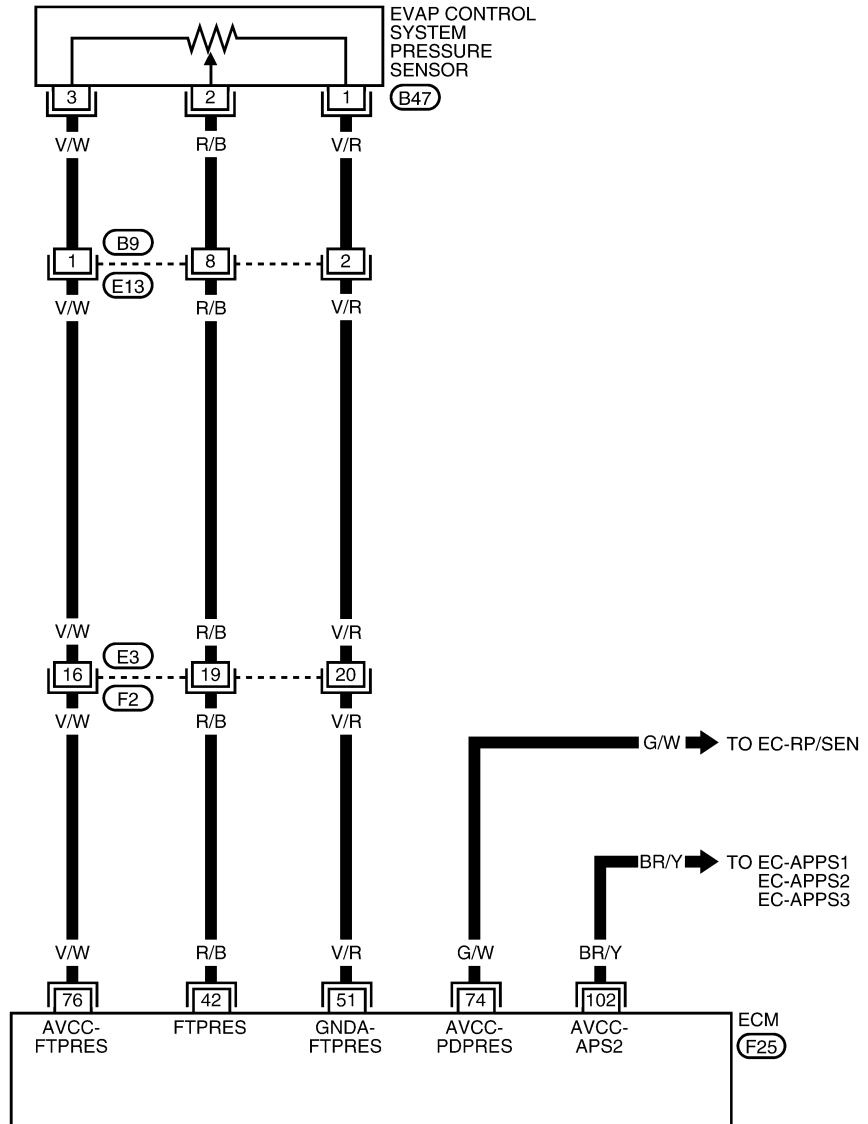 EVAP CONTROL
SYSTEM
PRESSURE
SENSOR
3 2 1 B47
V/W R/B V/R
B9
1 8 2
E13
V/W R/B V/R
V/W R/B V/R
E3
16 19 20
F2
V/W R/B V/R
G/W TO EC-RP/SEN
BR/Y TO EC-APPS1
EC-APPS2
EC-APPS3
V/W R/B V/R G/W BR/Y
76 42 51 74 102
AVCC- FTPRES GNDA- AVCC- AVCC- ECM
FTPRES FTPRES PDPRES APS2 F25